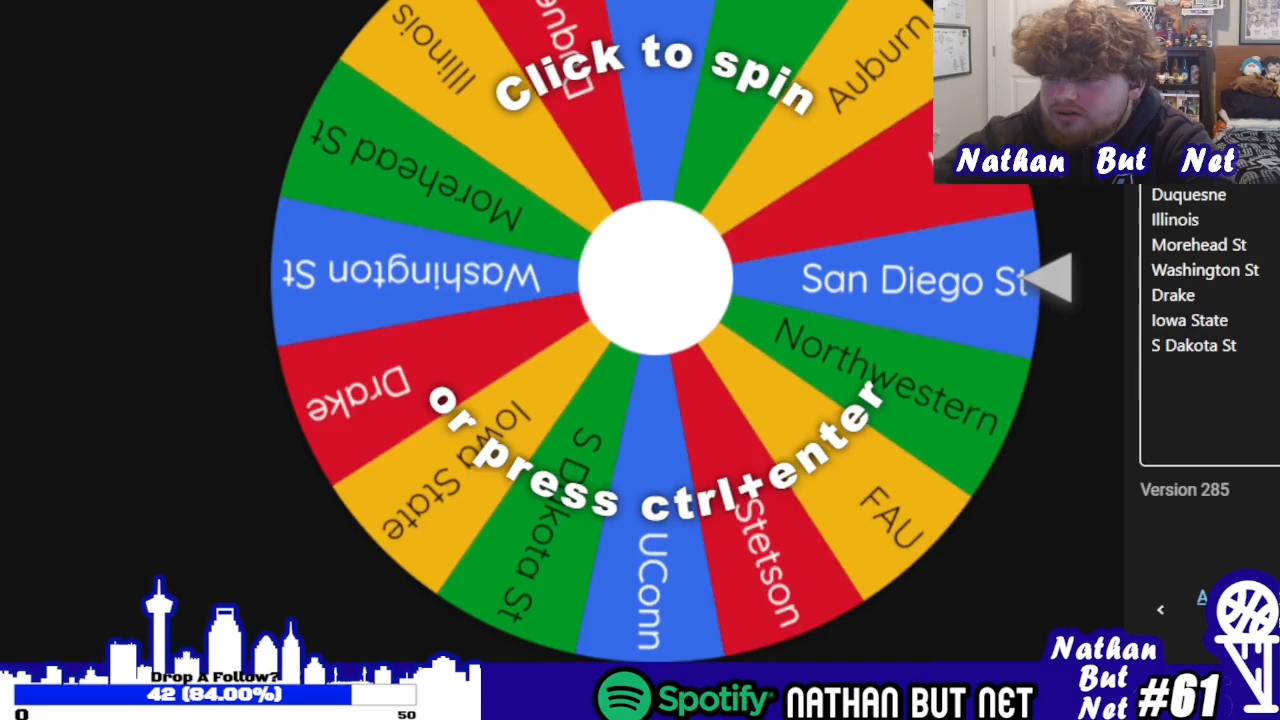 Click to spin
or press ctrl+enter
Illinois
Auburn
Morehead St
Washington St
San Diego St
Drake
Northwestern
Iowa State
FAU
S Dakota St
UConn
Stetson
Nathan But Net
Duquesne
Illinois
Morehead St
Washington St
Drake
Iowa State
S Dakota St
Version 285
Drop A Follow?
42 (84.00%)
0
50
Spotify
NATHAN BUT NET
Nathan
But
Net
#61